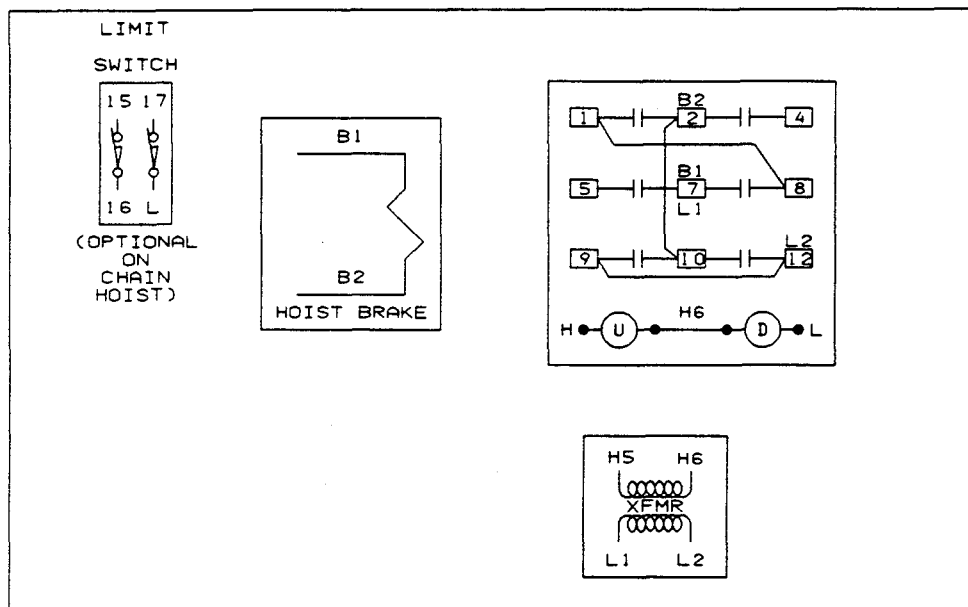 LIMIT
SWITCH
15 17
16 L
(OPTIONAL
ON
CHAIN
HOIST)
B1
B2
HOIST BRAKE
B2
1 2 4
B1
5 7 8
L1
L2
9 10 12
H6
H U D L
H5 H6
XFMR
L1 L2